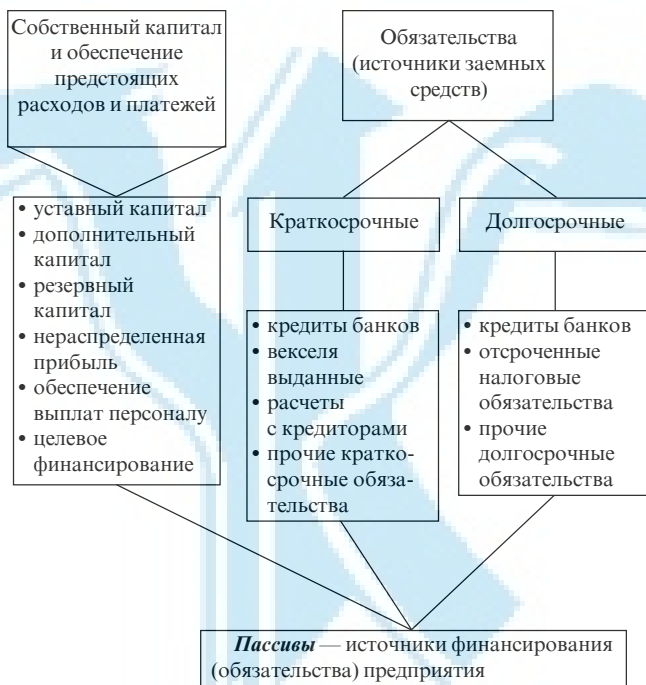 Собственный капитал
и обеспечение
предстоящих
расходов и платежей
Обязательства
(источники заемных
средств)
• уставный капитал
• дополнительный
капитал
• резервный
капитал
• нераспределенная
прибыль
• обеспечение
выплат персоналу
• целевое
финансирование
Краткосрочные
Долгосрочные
• кредиты банков
• векселя
выданные
• расчеты
с кредиторами
• прочие кратко-
срочные обяза-
тельства
• кредиты банков
• отсроченные
налоговые
обязательства
• прочие
долгосрочные
обязательства
Пассивы — источники финансирования
(обязательства) предприятия